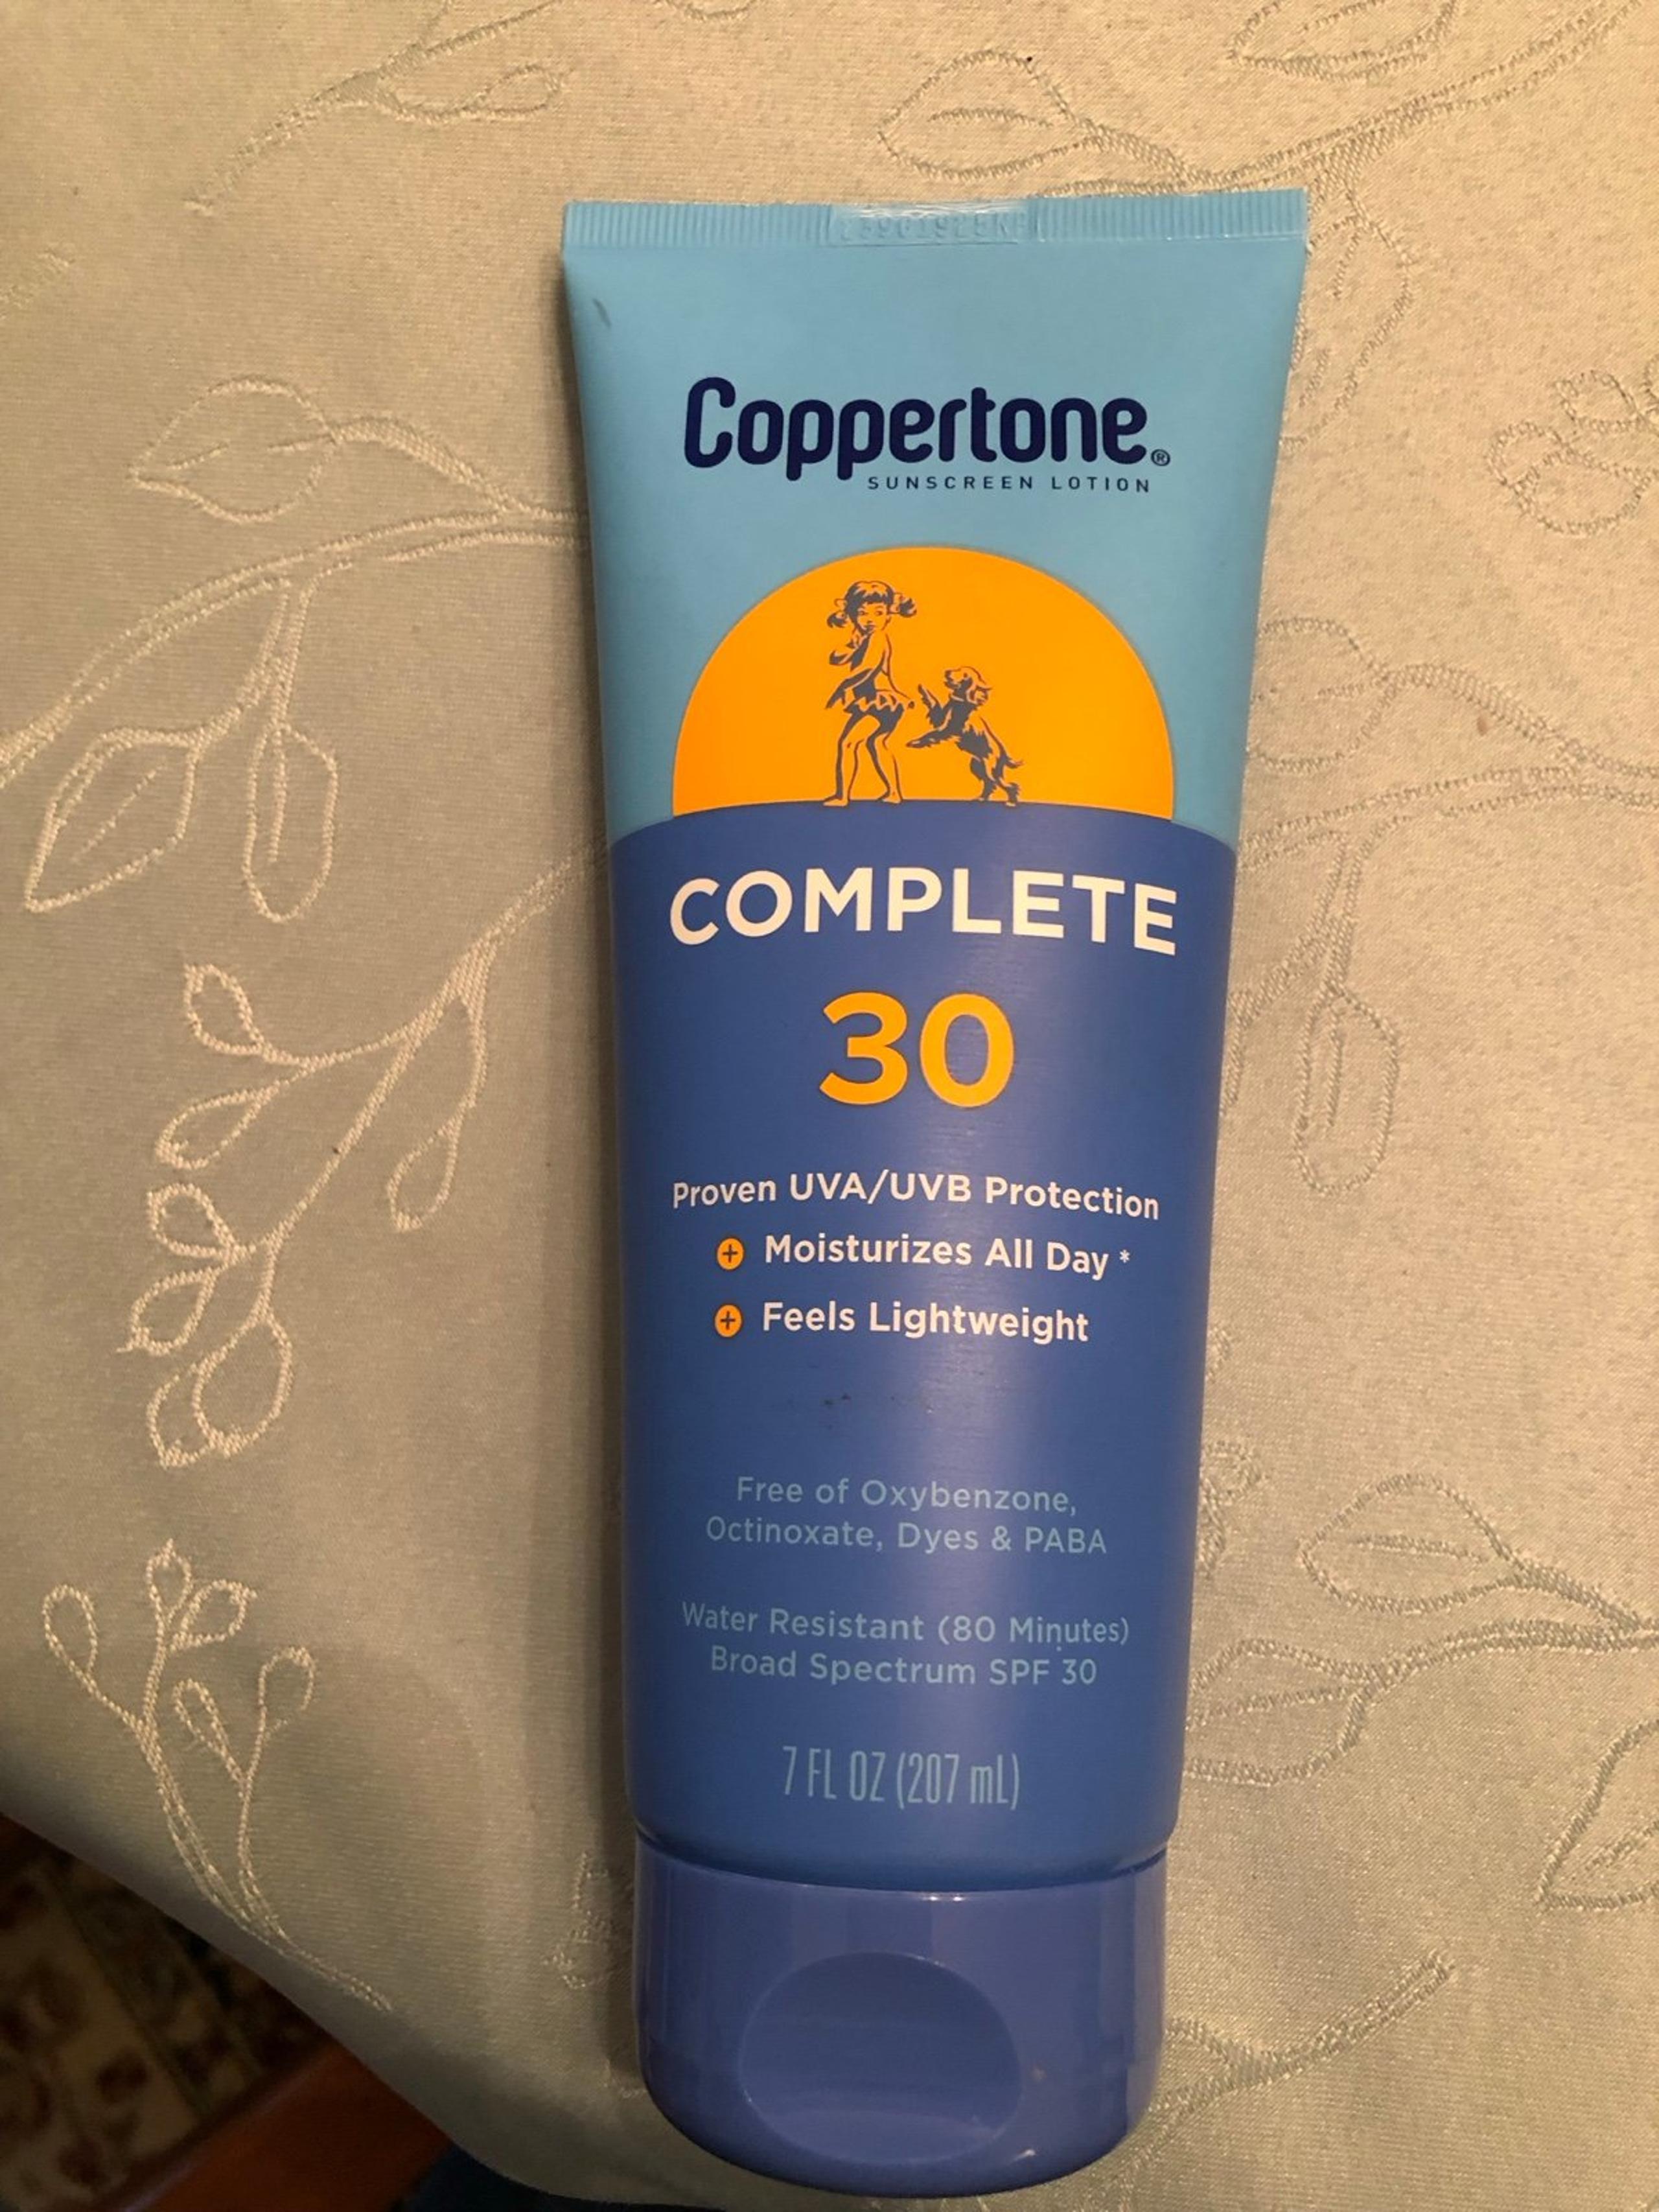 Coppertone®
SUNSCREEN LOTION
COMPLETE
30
Proven UVA/UVB Protection
+ Moisturizes All Day *
+ Feels Lightweight
Free of Oxybenzone,
Octinoxate, Dyes & PABA
Water Resistant (80 Minutes)
Broad Spectrum SPF 30
7 FL OZ (207 mL)